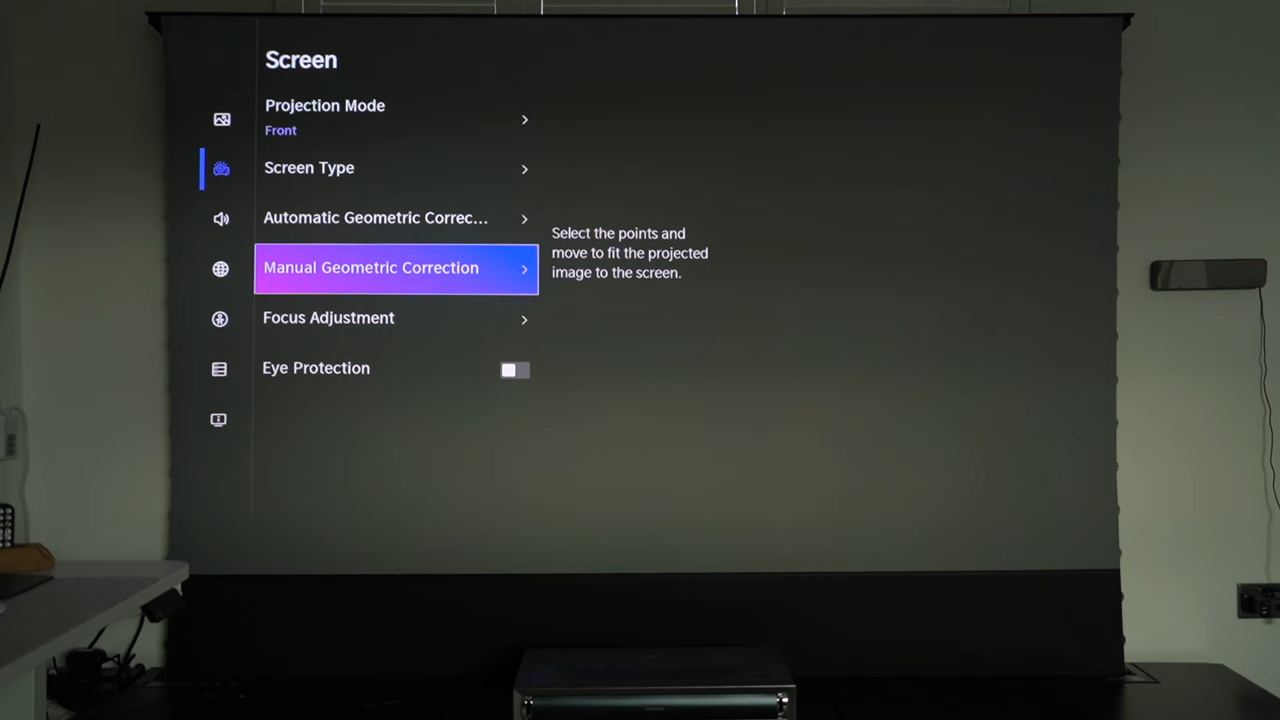 Screen
Projection Mode
Front
Screen Type
Automatic Geometric Correc...
Manual Geometric Correction
Select the points and
move to fit the projected
image to the screen.
Focus Adjustment
Eye Protection